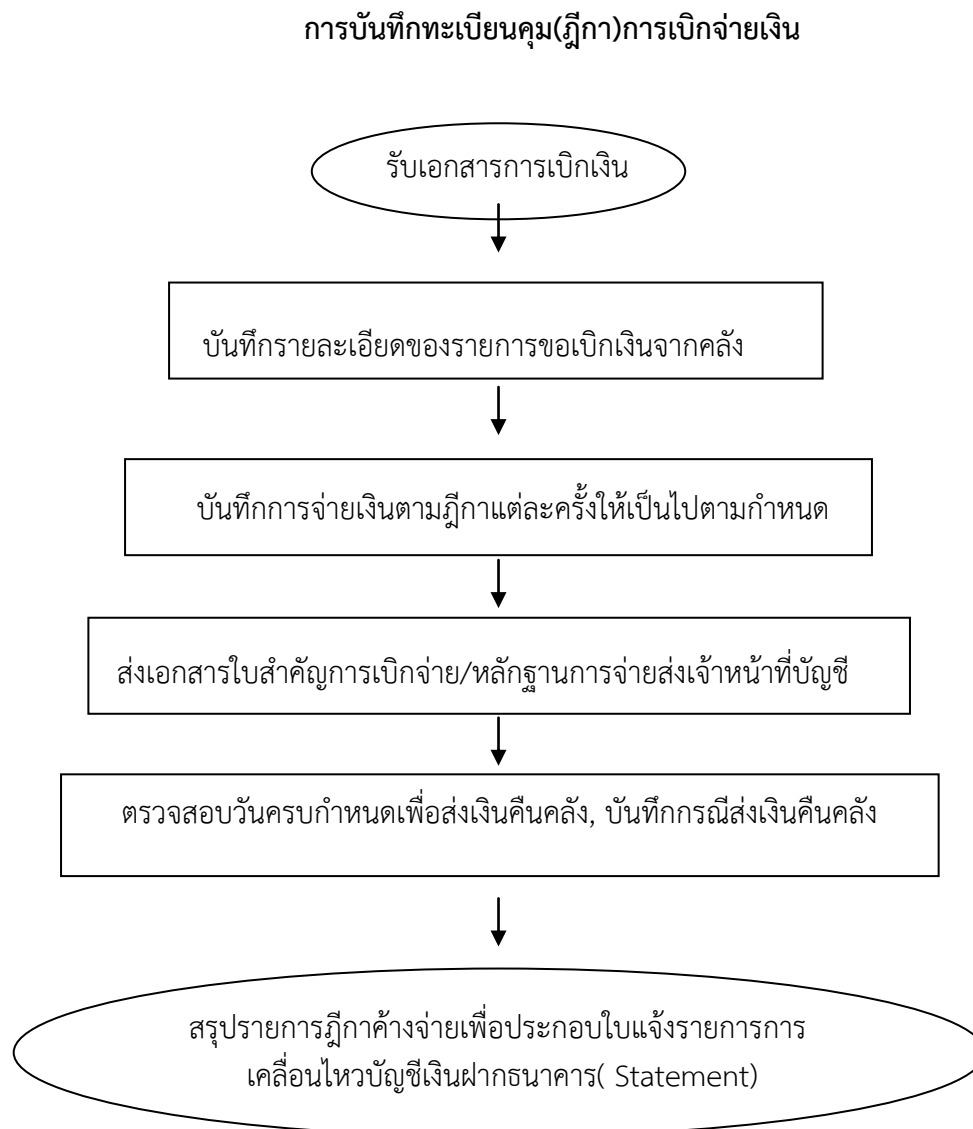 การบันทึกทะเบียนคุม(ฎีกา)การเบิกจ่ายเงิน
รับเอกสารการเบิกเงิน
บันทึกรายละเอียดของรายการขอเบิกเงินจากคลัง
บันทึกการจ่ายเงินตามฎีกาแต่ละครั้งให้เป็นไปตามกำหนด
ส่งเอกสารใบสำคัญการเบิกจ่าย/หลักฐานการจ่ายส่งเจ้าหน้าที่บัญชี
ตรวจสอบวันครบกำหนดเพื่อส่งเงินคืนคลัง, บันทึกกรณีส่งเงินคืนคลัง
สรุปรายการฎีกาค้างจ่ายเพื่อประกอบใบแจ้งรายการการ
เคลื่อนไหวบัญชีเงินฝากธนาคาร( Statement)